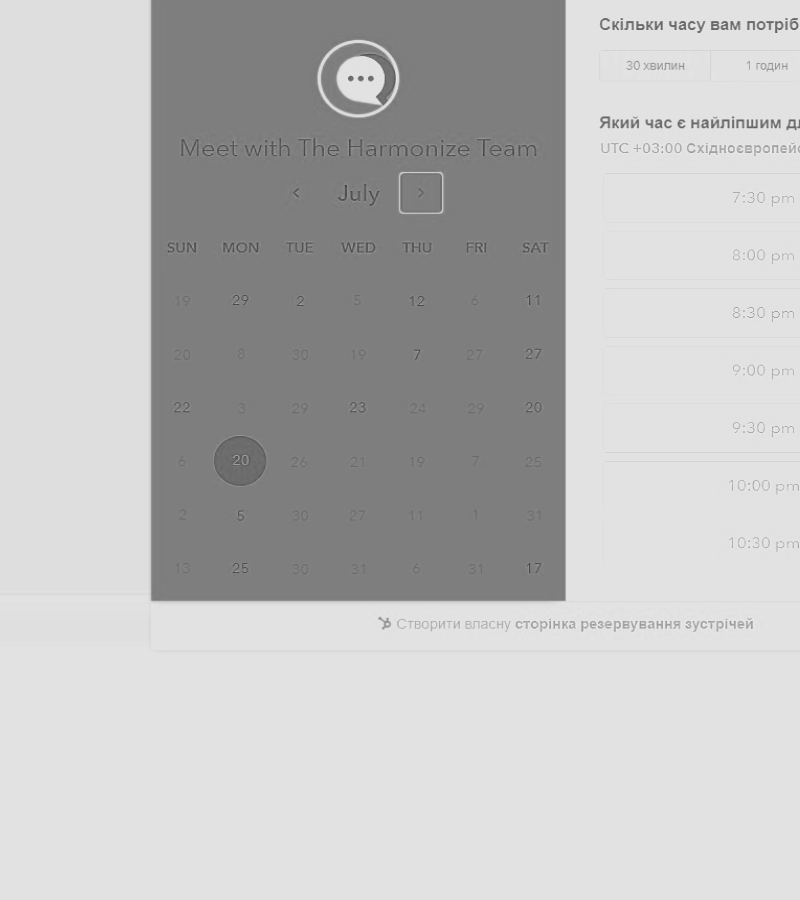 Meet with The Harmonize Team
July
SUN MON TUE WED THU FRI SAT
19 29 2 5 12 6 11
20 8 30 19 7 27 27
22 3 29 23 24 29 20
6 20 26 21 19 7 25
2 5 30 27 11 1 31
13 25 30 31 6 31 17
Скільки часу вам
30 хвилин 1 годин
Який час є найліпшим
UTC +03:00
7:30 pm
8:00 pm
8:30 pm
9:00 pm
9:30 pm
10:00 pm
10:30 pm
Створити власну сторінка резервування зустрічей